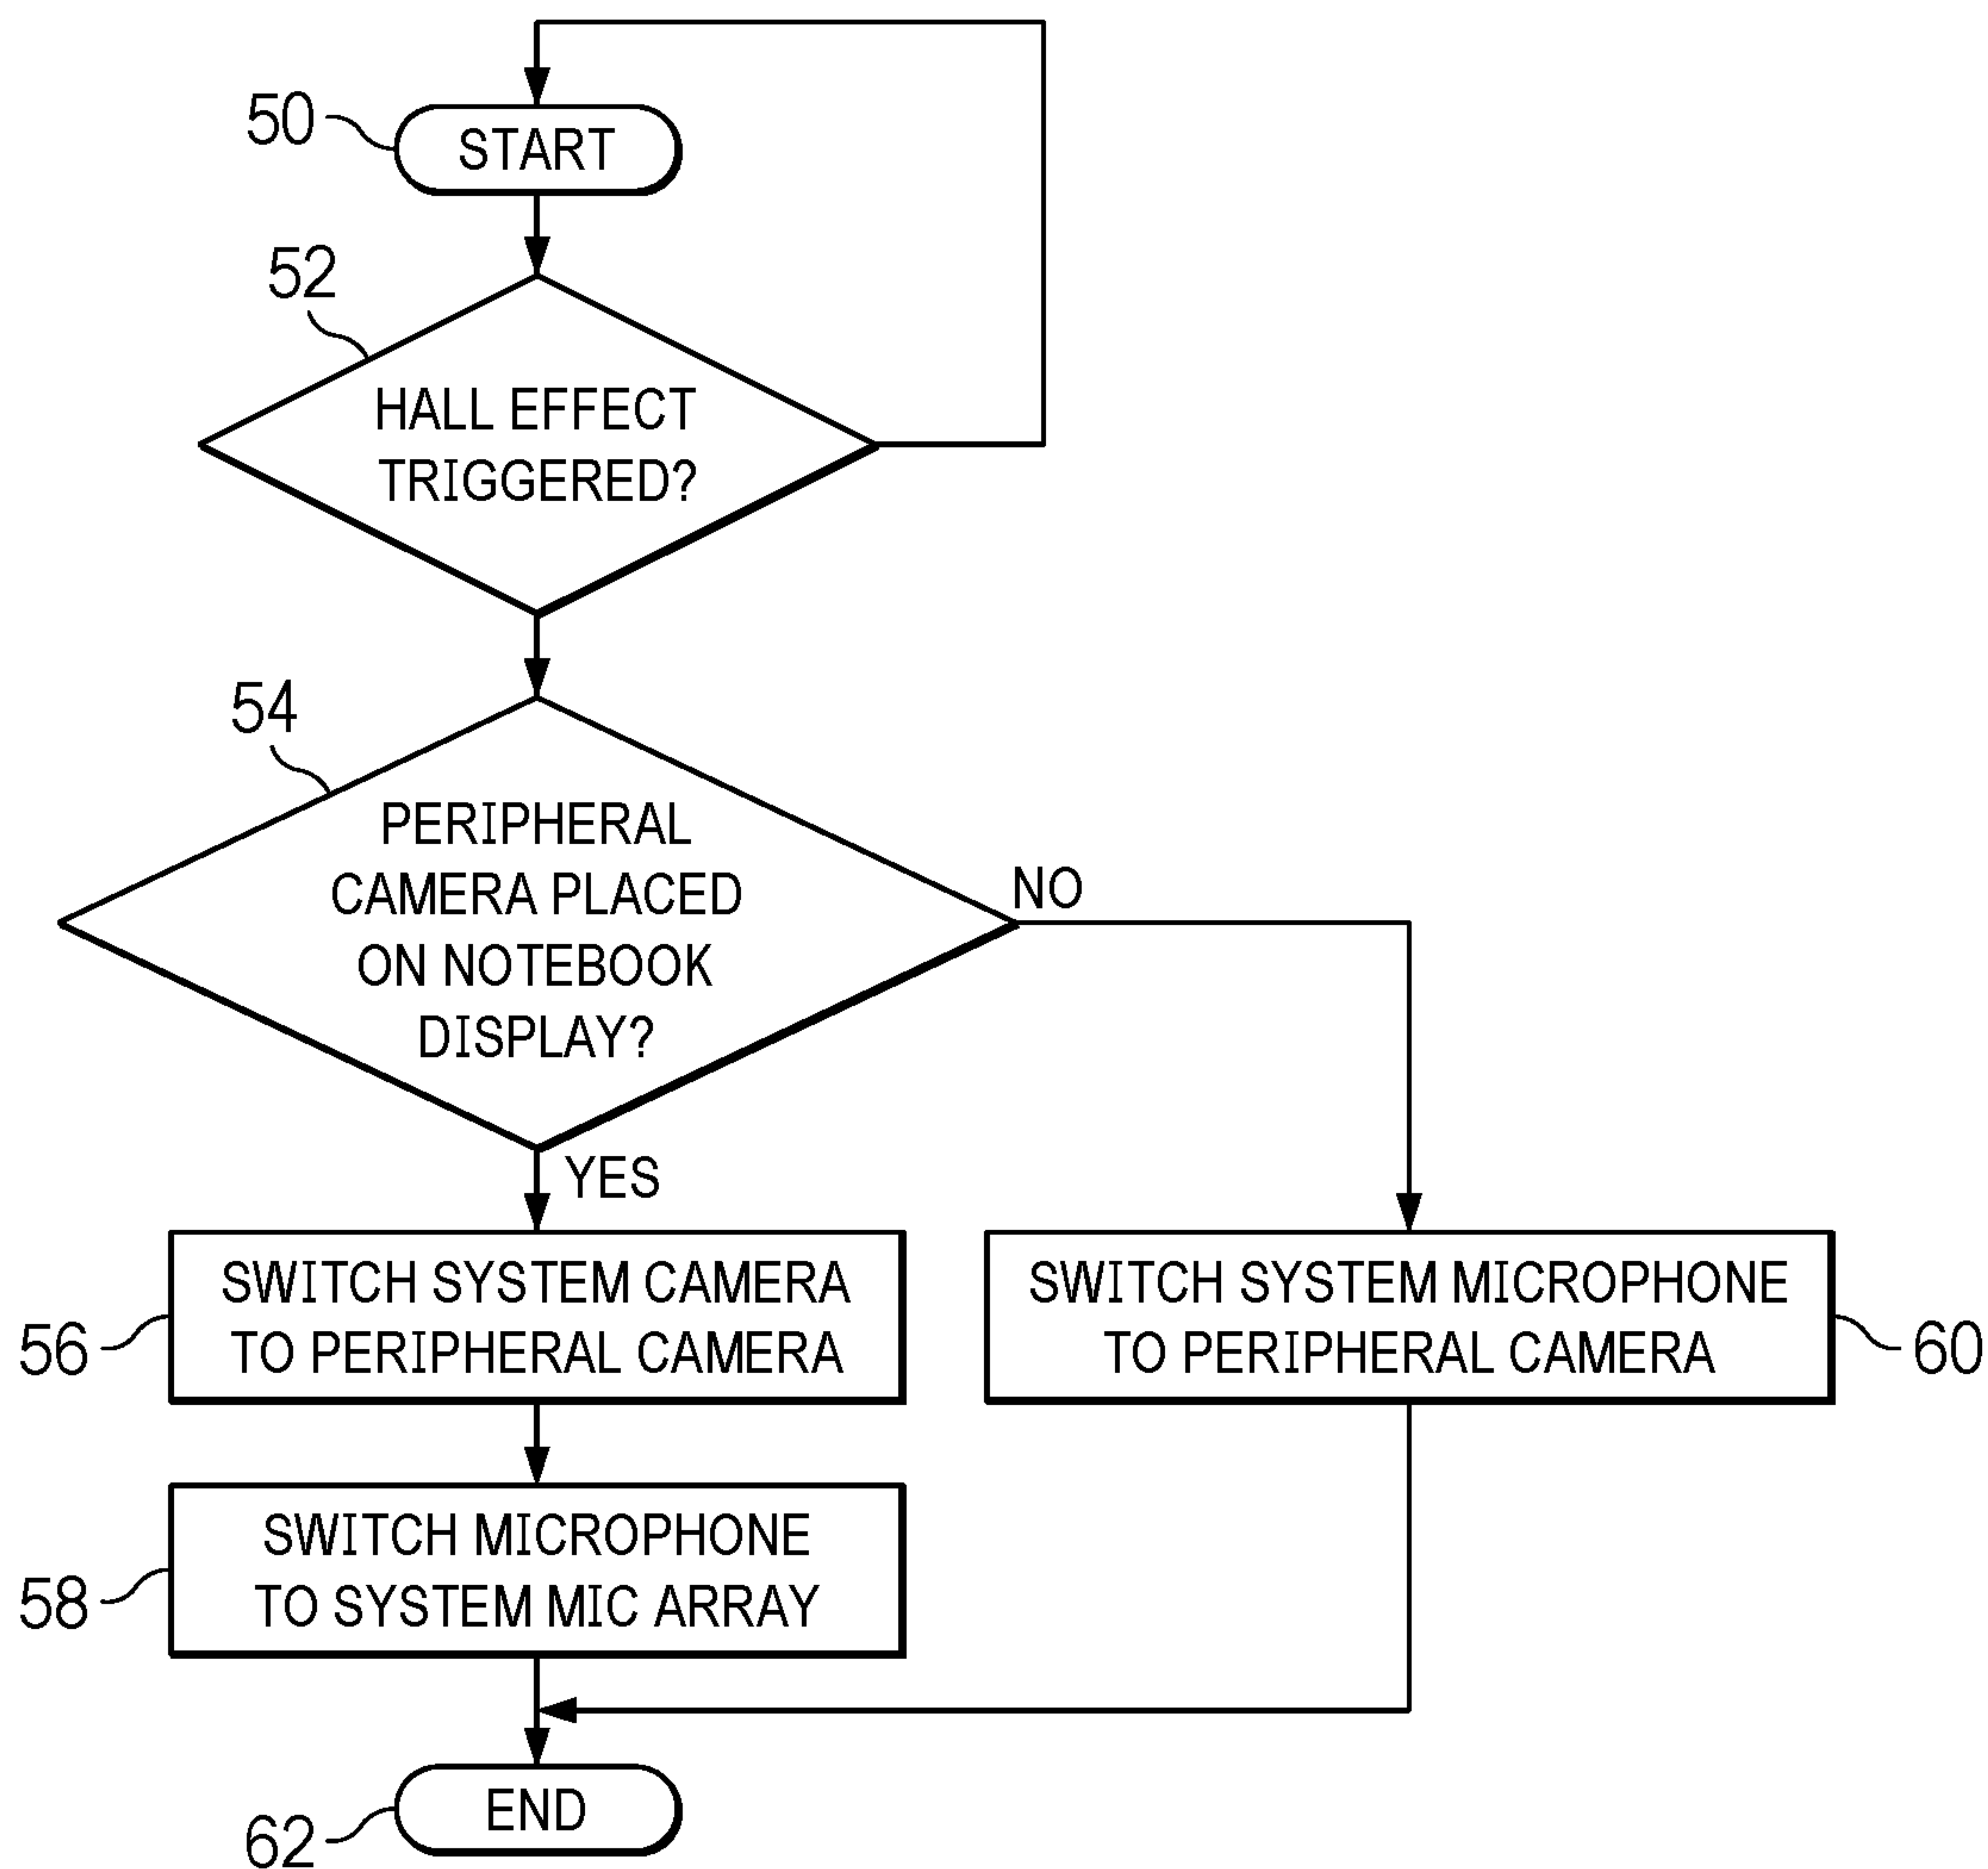 50
START
52
HALL EFFECT
TRIGGERED?
54
PERIPHERAL
CAMERA PLACED
ON NOTEBOOK
DISPLAY?
NO
YES
56
SWITCH SYSTEM CAMERA
TO PERIPHERAL CAMERA
SWITCH SYSTEM MICROPHONE
TO PERIPHERAL CAMERA
60
58
SWITCH MICROPHONE
TO SYSTEM MIC ARRAY
62
END